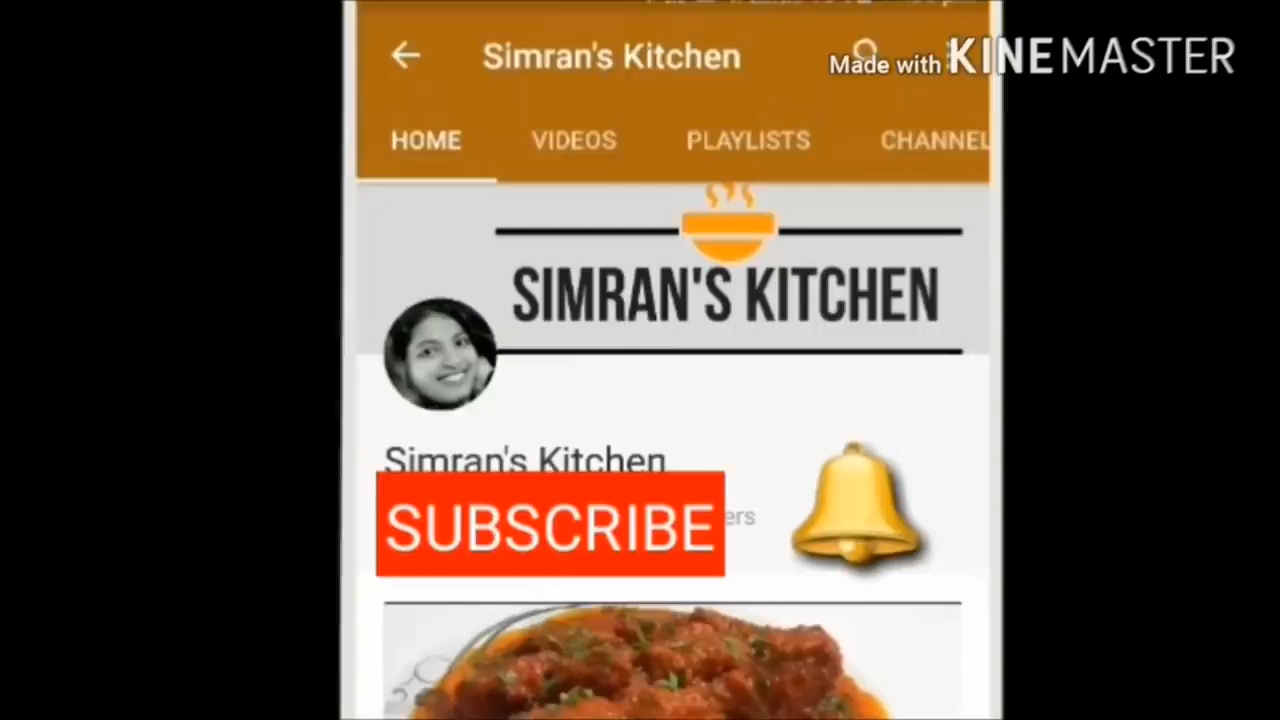 Simran's Kitchen
Made with KINEMASTER
HOME VIDEOS PLAYLISTS CHANNEL
SIMRAN'S KITCHEN
Simran's Kitchen
SUBSCRIBE